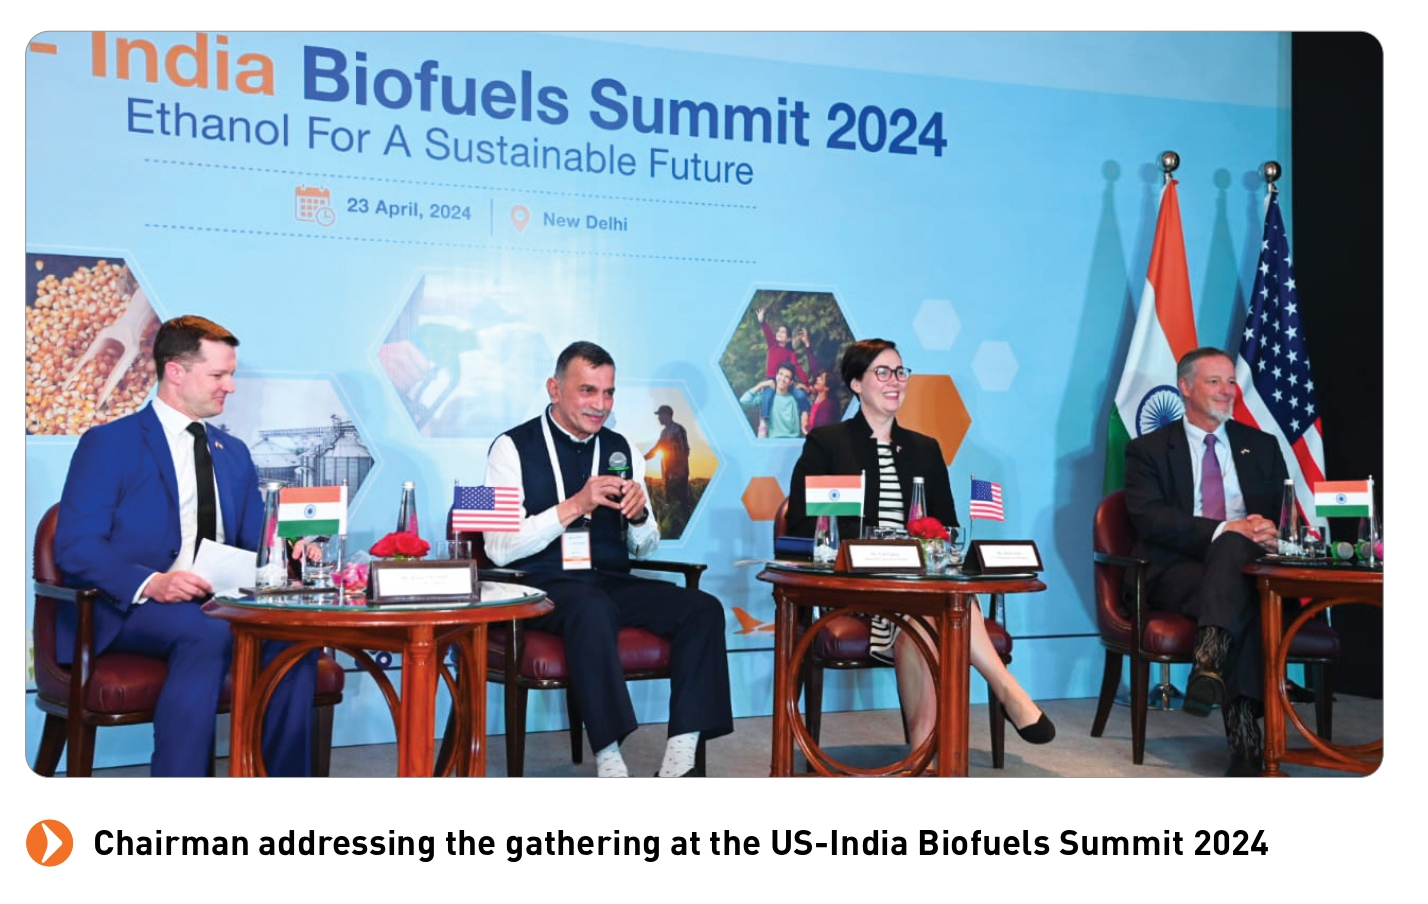 - India Biofuels Summit 2024
Ethanol For A Sustainable Future
23 April, 2024
New Delhi
Chairman addressing the gathering at the US-India Biofuels Summit 2024